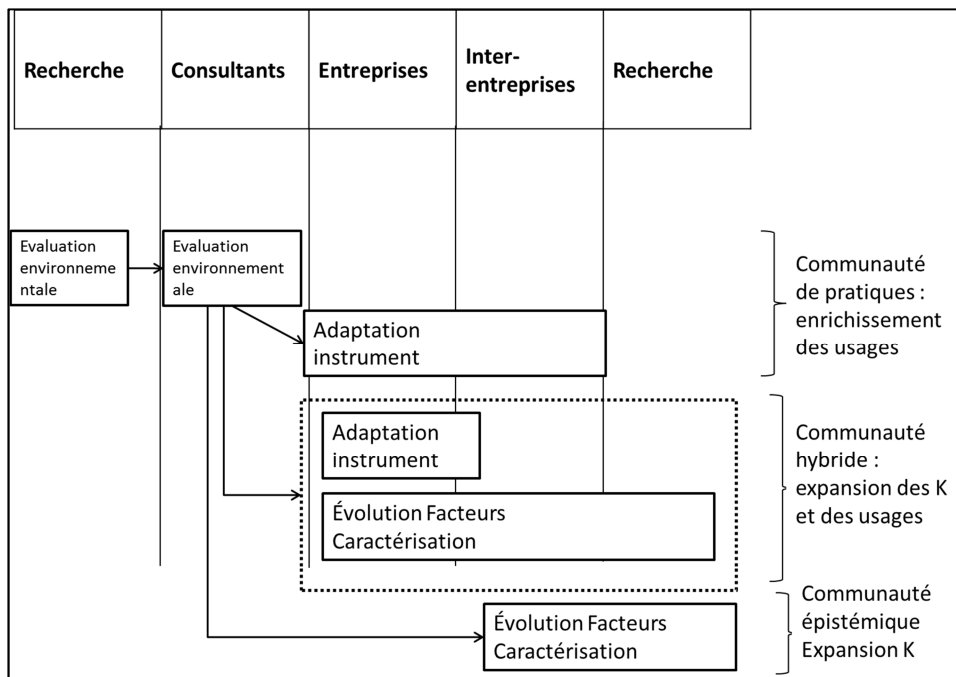 Recherche
Consultants
Entreprises
Inter-
entreprises
Recherche
Evaluation
environneme
ntale
Evaluation
environnement
ale
Adaptation
instrument
Communauté
de pratiques :
enrichissement
des usages
Adaptation
instrument
Évolution Facteurs
Caractérisation
Communauté
hybride :
expansion des K
et des usages
Évolution Facteurs
Caractérisation
Communauté
épistémique
Expansion K